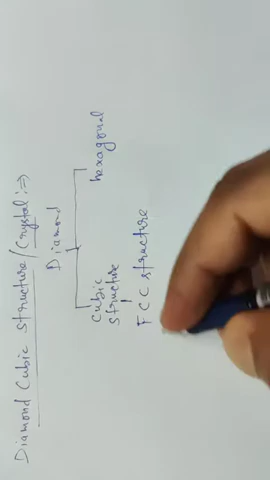 Diamond Cubic structure/Crystal :⇒
Diamond
Cubic hexagonal
structure
FCC structure